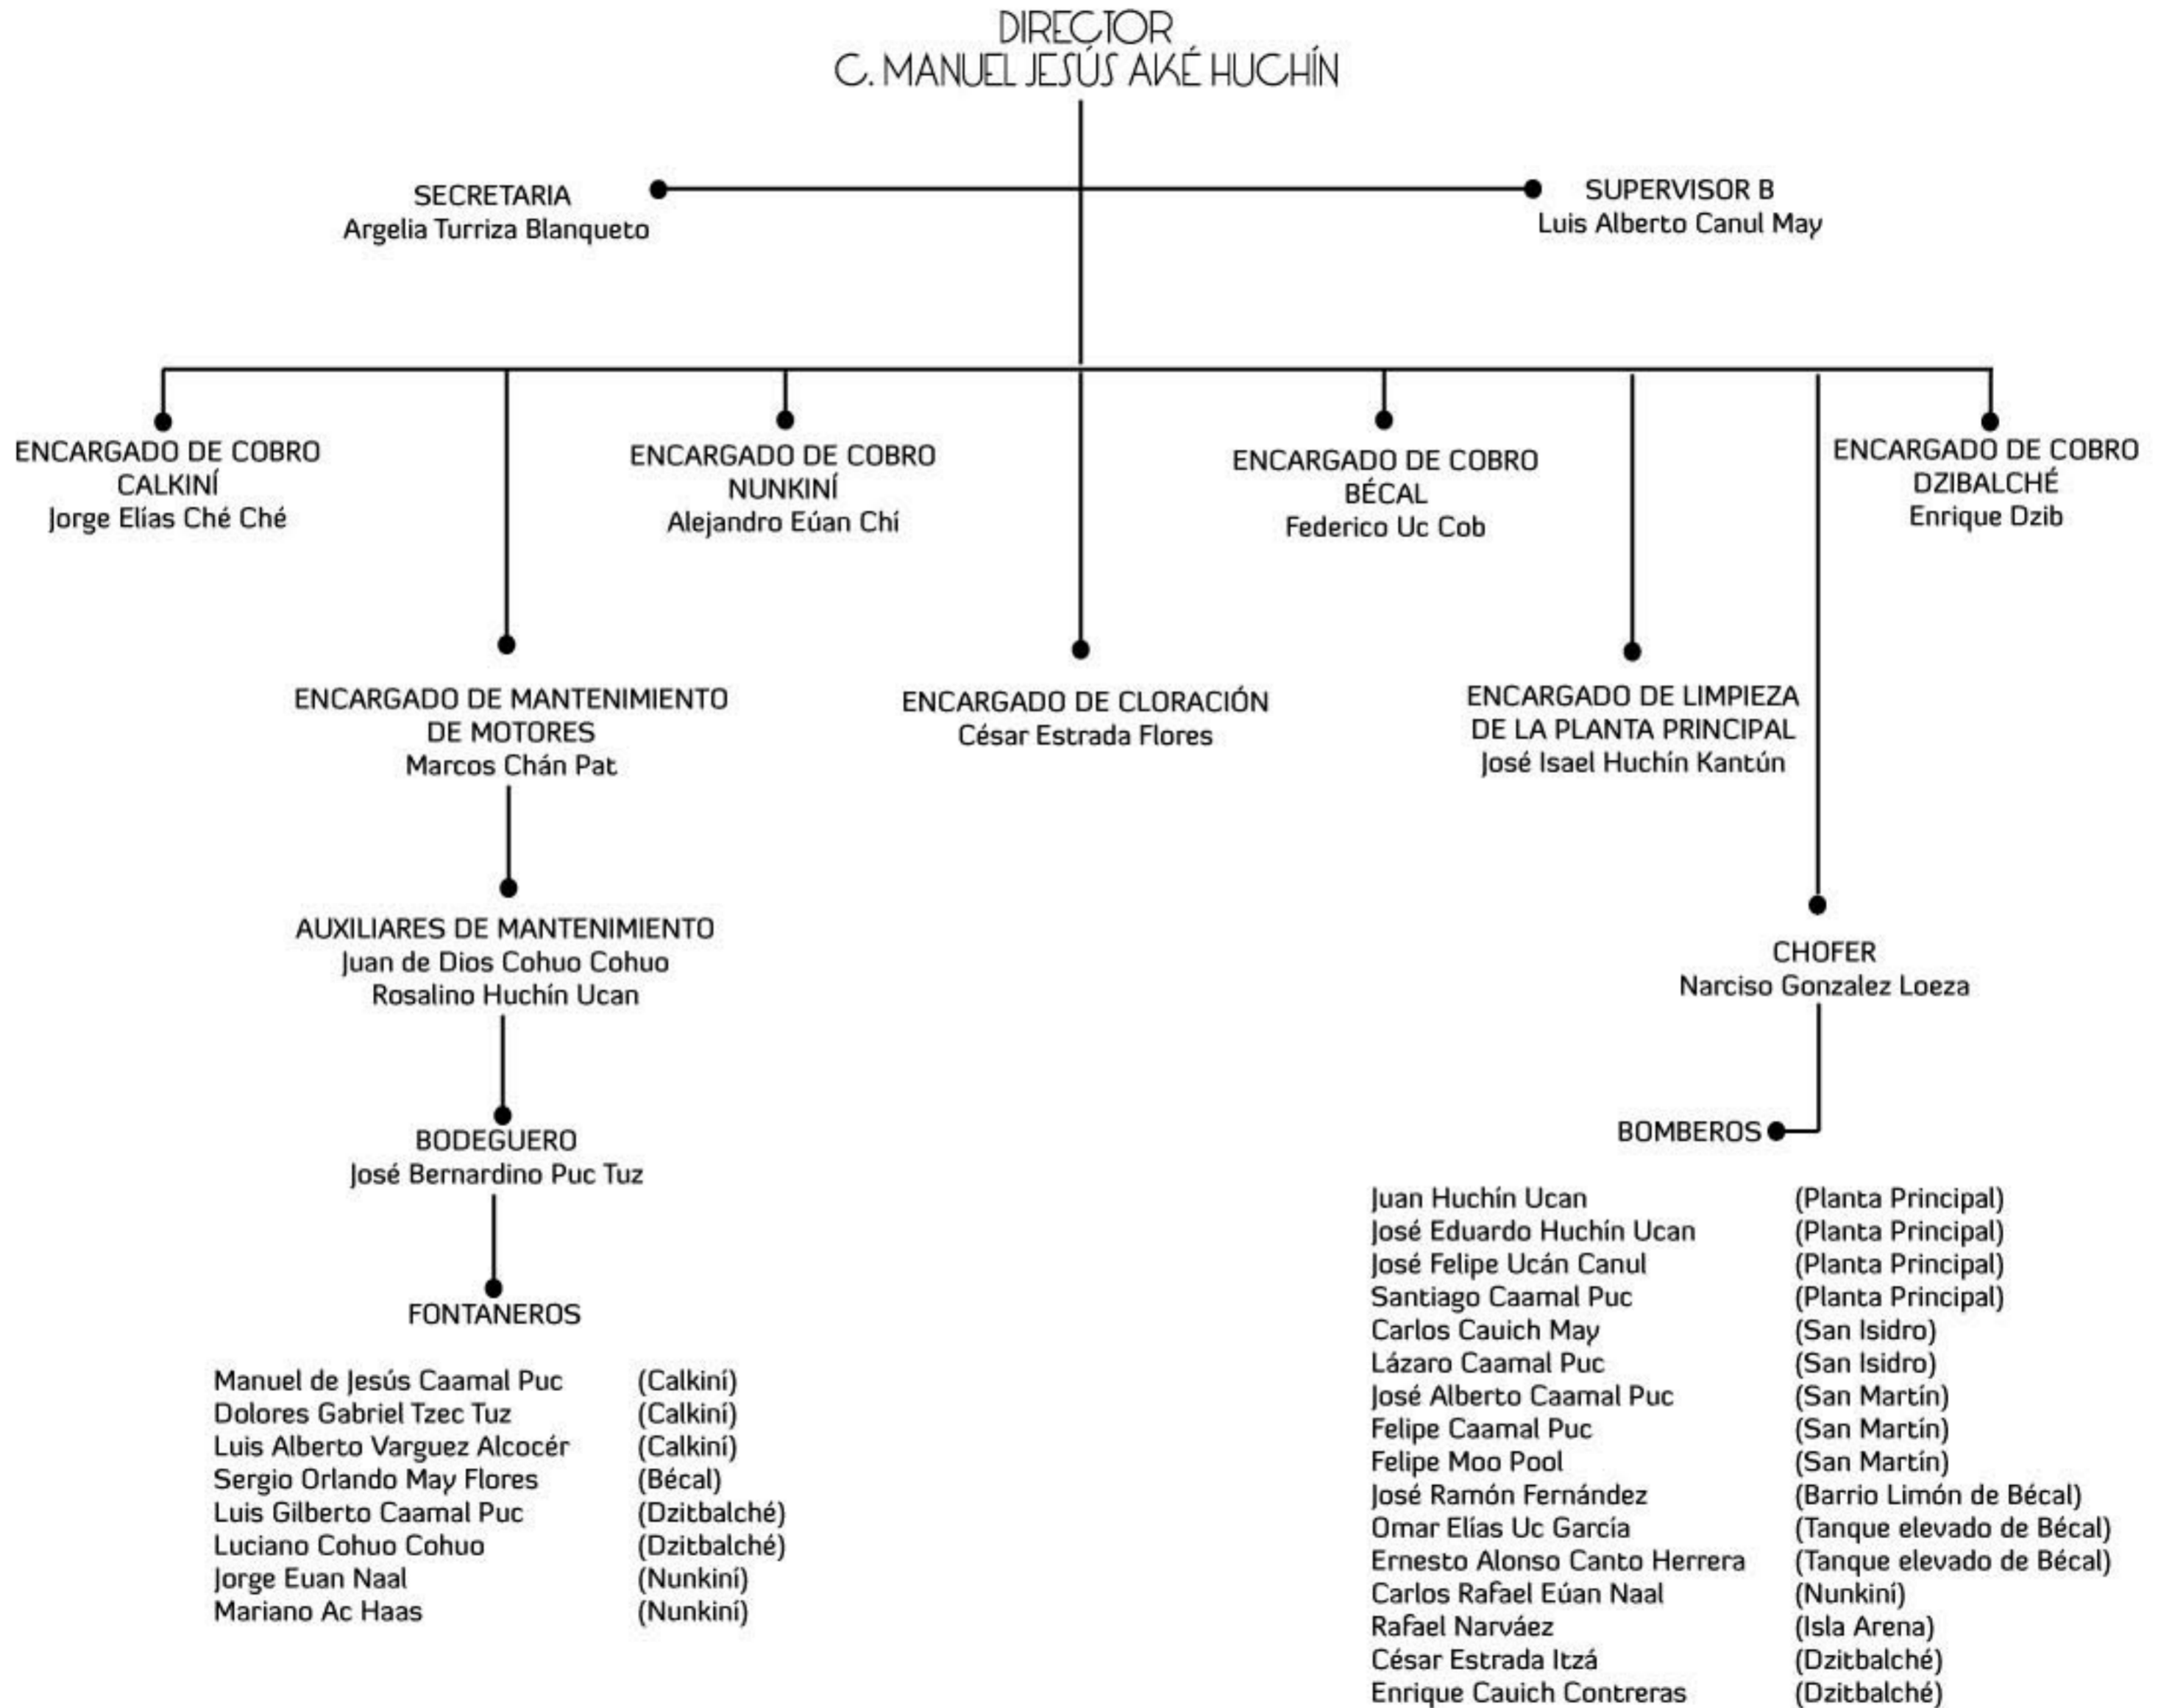 DIRECTOR
C. MANUEL JESÚS AKÉ HUCHÍN
SECRETARIA
Argelia Turriza Blanqueto
SUPERVISOR B
Luis Alberto Canul May
ENCARGADO DE COBRO
CALKINÍ
Jorge Elías Ché Ché
ENCARGADO DE COBRO
NUNKINÍ
Alejandro Eúan Chí
ENCARGADO DE COBRO
BÉCAL
Federico Uc Cob
ENCARGADO DE COBRO
DZIBALCHÉ
Enrique Dzib
ENCARGADO DE MANTENIMIENTO
DE MOTORES
Marcos Chán Pat
ENCARGADO DE CLORACIÓN
César Estrada Flores
ENCARGADO DE LIMPIEZA
DE LA PLANTA PRINCIPAL
José Isael Huchín Kantún
AUXILIARES DE MANTENIMIENTO
Juan de Dios Cohuo Cohuo
Rosalino Huchín Ucan
CHOFER
Narciso Gonzalez Loeza
BODEGUERO
José Bernardino Puc Tuz
FONTANEROS
Manuel de Jesús Caamal Puc (Calkiní)
Dolores Gabriel Tzec Tuz (Calkiní)
Luis Alberto Varguez Alcocér (Calkiní)
Sergio Orlando May Flores (Bécal)
Luis Gilberto Caamal Puc (Dzitbalché)
Luciano Cohuo Cohuo (Dzitbalché)
Jorge Euan Naal (Nunkiní)
Mariano Ac Haas (Nunkiní)
BOMBEROS
Juan Huchín Ucan (Planta Principal)
José Eduardo Huchín Ucan (Planta Principal)
José Felipe Ucán Canul (Planta Principal)
Santiago Caamal Puc (Planta Principal)
Carlos Cauich May (San Isidro)
Lázaro Caamal Puc (San Isidro)
José Alberto Caamal Puc (San Martín)
Felipe Caamal Puc (San Martín)
Felipe Moo Pool (San Martín)
José Ramón Fernández (Barrio Limón de Bécal)
Omar Elías Uc García (Tanque elevado de Bécal)
Ernesto Alonso Canto Herrera (Tanque elevado de Bécal)
Carlos Rafael Eúan Naal (Nunkiní)
Rafael Narváez (Isla Arena)
César Estrada Itzá (Dzitbalché)
Enrique Cauich Contreras (Dzitbalché)